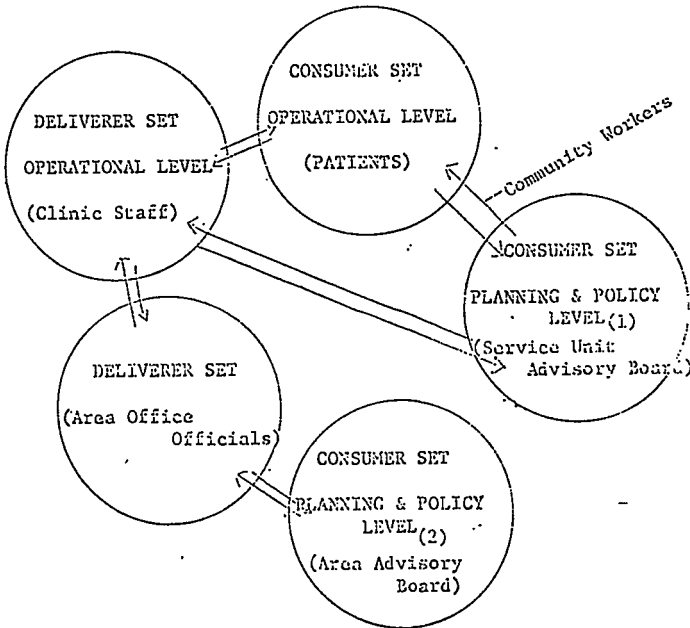 CONSUMER SET
OPERATIONAL LEVEL
(PATIENTS)
DELIVERER SET
OPERATIONAL LEVEL
(Clinic Staff)
Community Workers
CONSUMER SET
PLANNING & POLICY
LEVEL(1)
(Service Unit
Advisory Board)
DELIVERER SET
(Area Office
Officials)
CONSUMER SET
PLANNING & POLICY
LEVEL(2)
(Area Advisory
Board)